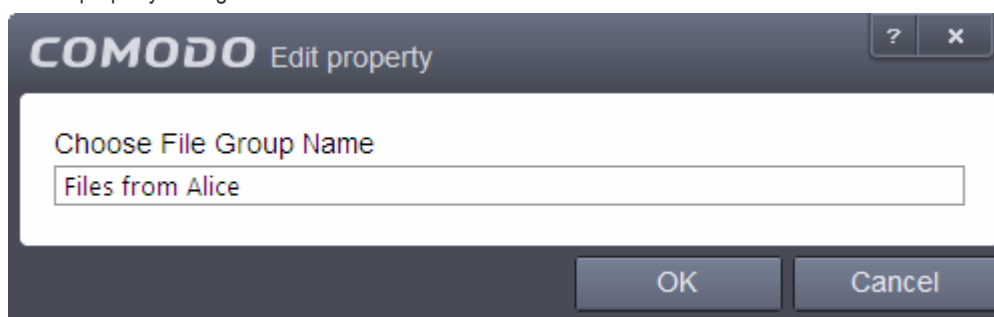 COMODO Edit property
? ×
Choose File Group Name
Files from Alice
OK Cancel